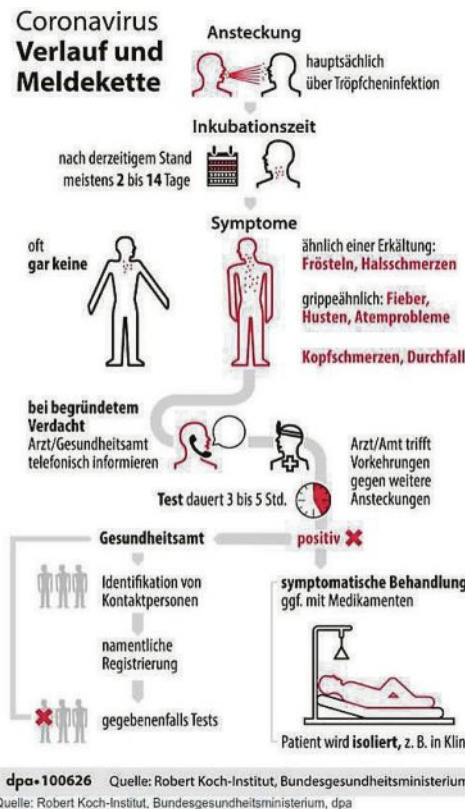 Coronavirus
Verlauf und
Meldekette
Ansteckung
hauptsächlich
über Tröpfcheninfektion
Inkubationszeit
nach derzeitigem Stand
meistens 2 bis 14 Tage
Symptome
oft
gar keine
ähnlich einer Erkältung:
Frösteln, Halsschmerzen
grippeähnlich: Fieber,
Husten, Atemprobleme
Kopfschmerzen, Durchfall
bei begründetem
Verdacht
Arzt/Gesundheitsamt
telefonisch informieren
Arzt/Amt trifft
Vorkehrungen
gegen weitere
Ansteckungen
Test dauert 3 bis 5 Std.
Gesundheitsamt
positiv
Identifikation von
Kontaktpersonen
namentliche
Registrierung
gegebenenfalls Tests
symptomatische Behandlung
ggf. mit Medikamenten
Patient wird isoliert, z. B. in Klin
dpa•100626 Quelle: Robert Koch-Institut, Bundesgesundheitsministerium
Quelle: Robert Koch-Institut, Bundesgesundheitsministerium, dpa